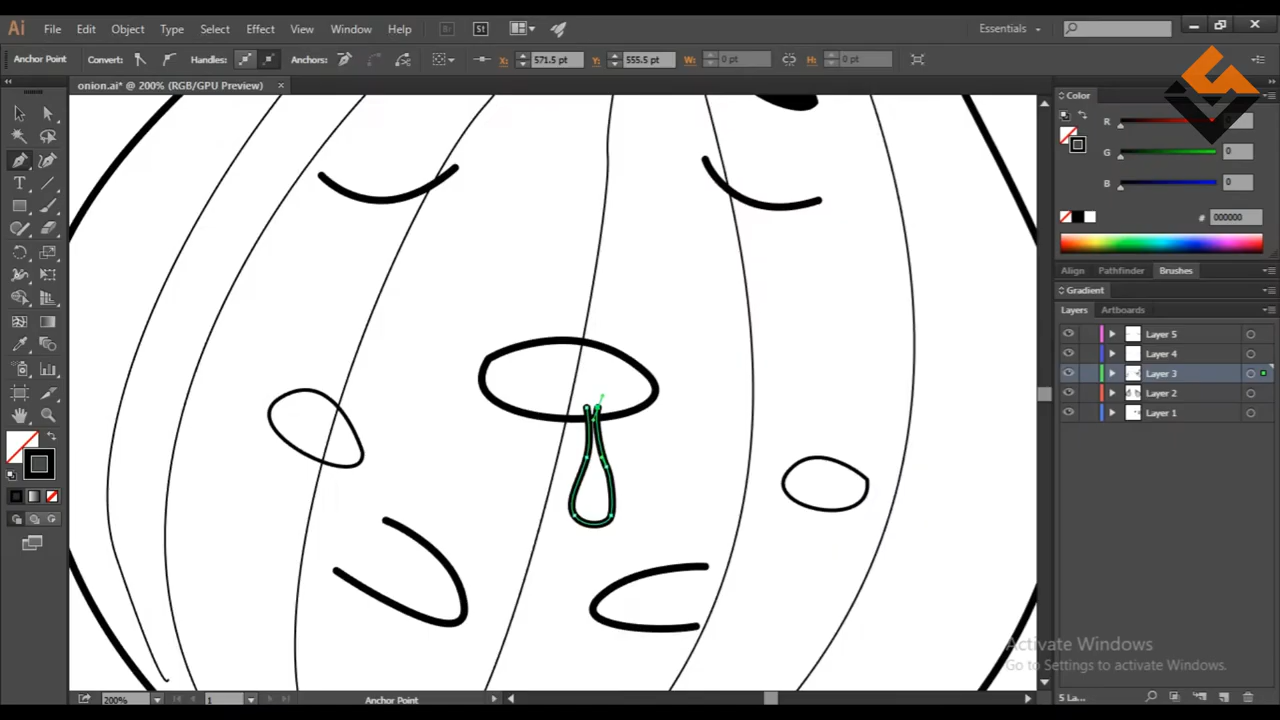 Ai File Edit Object Type Select Effect View Window Help Br St Essentials
Anchor Point Convert: Handles: Anchors: X: 571.5 pt Y: 555.5 pt W: 0 pt H: 0 pt
onion.ai* @ 200% (RGB/GPU Preview)
Color
R
G 0
B 0
# 000000
Align Pathfinder Brushes
Gradient
Layers Artboards
Layer 5
Layer 4
Layer 3
Layer 2
Layer 1
Activate Windows
Go to Settings to activate Windows.
200% 1 Anchor Point 5 La...